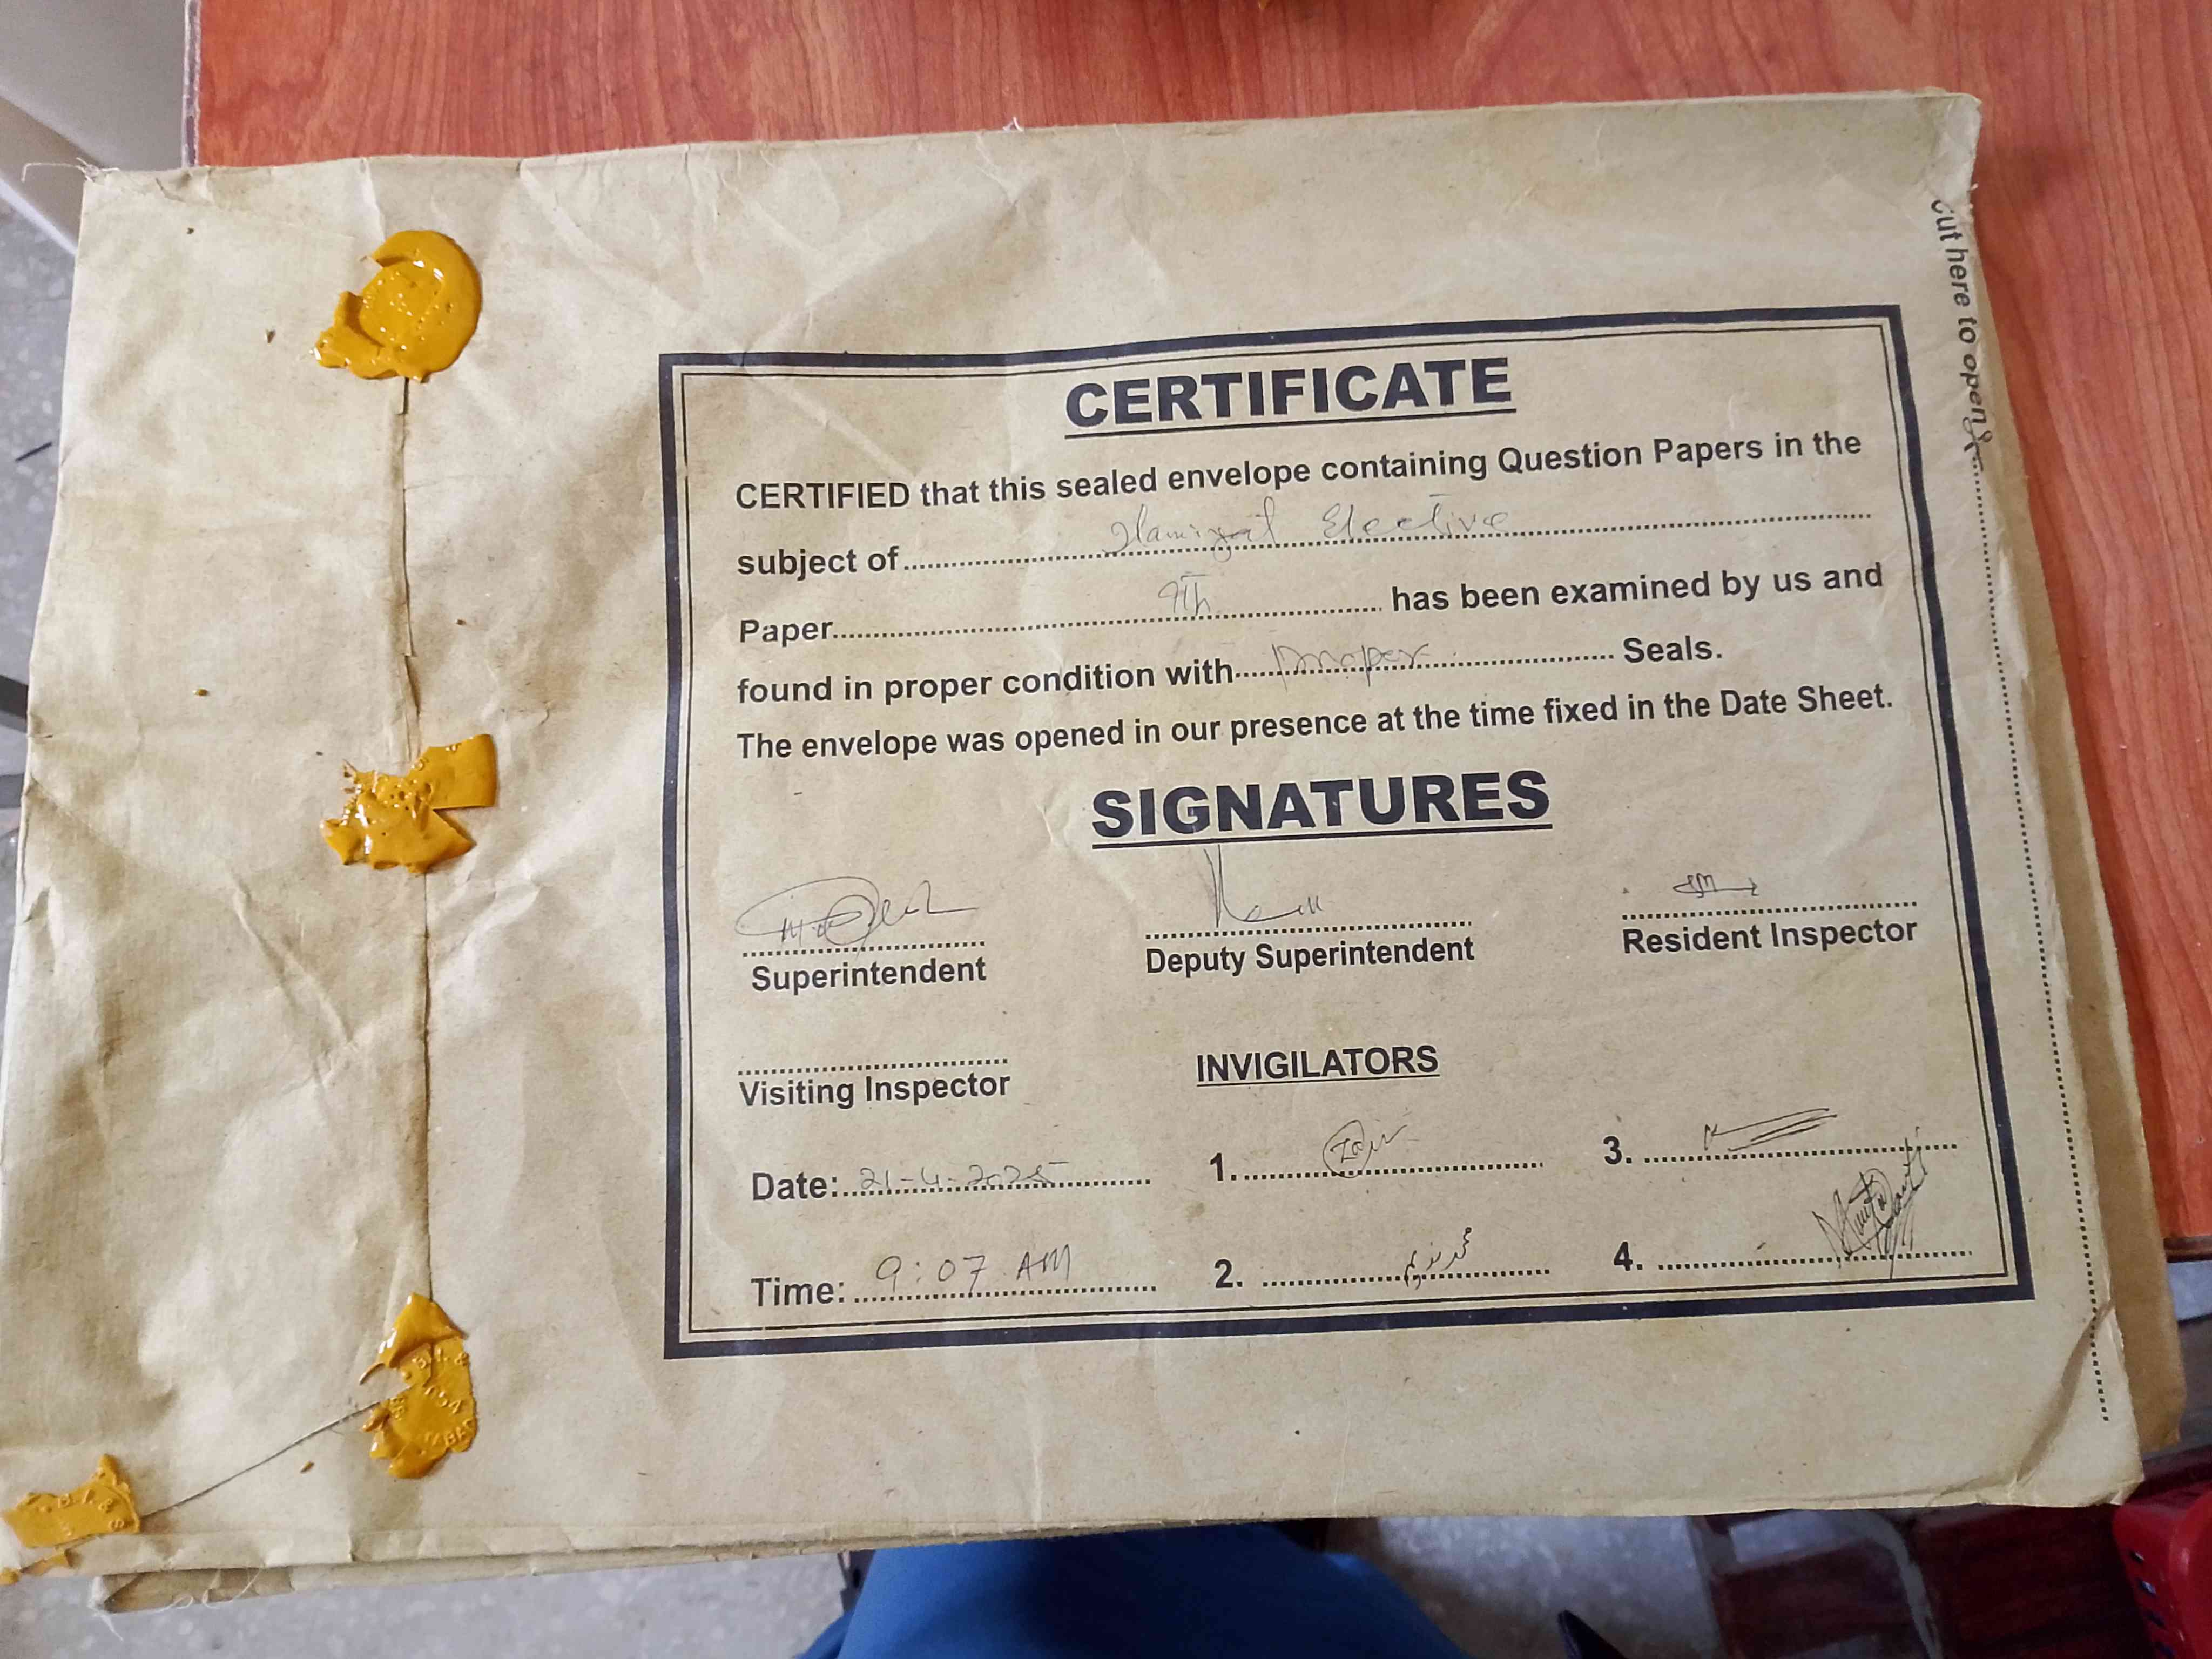 cut here to open
CERTIFICATE
CERTIFIED that this sealed envelope containing Question Papers in the
subject of Islamiyat Elective
Paper 9th has been examined by us and
found in proper condition with proper Seals.
The envelope was opened in our presence at the time fixed in the Date Sheet.
SIGNATURES
Superintendent Deputy Superintendent Resident Inspector
Visiting Inspector INVIGILATORS
Date: 21-4-2025 1. 3.
Time: 9:07 AM 2. 4.